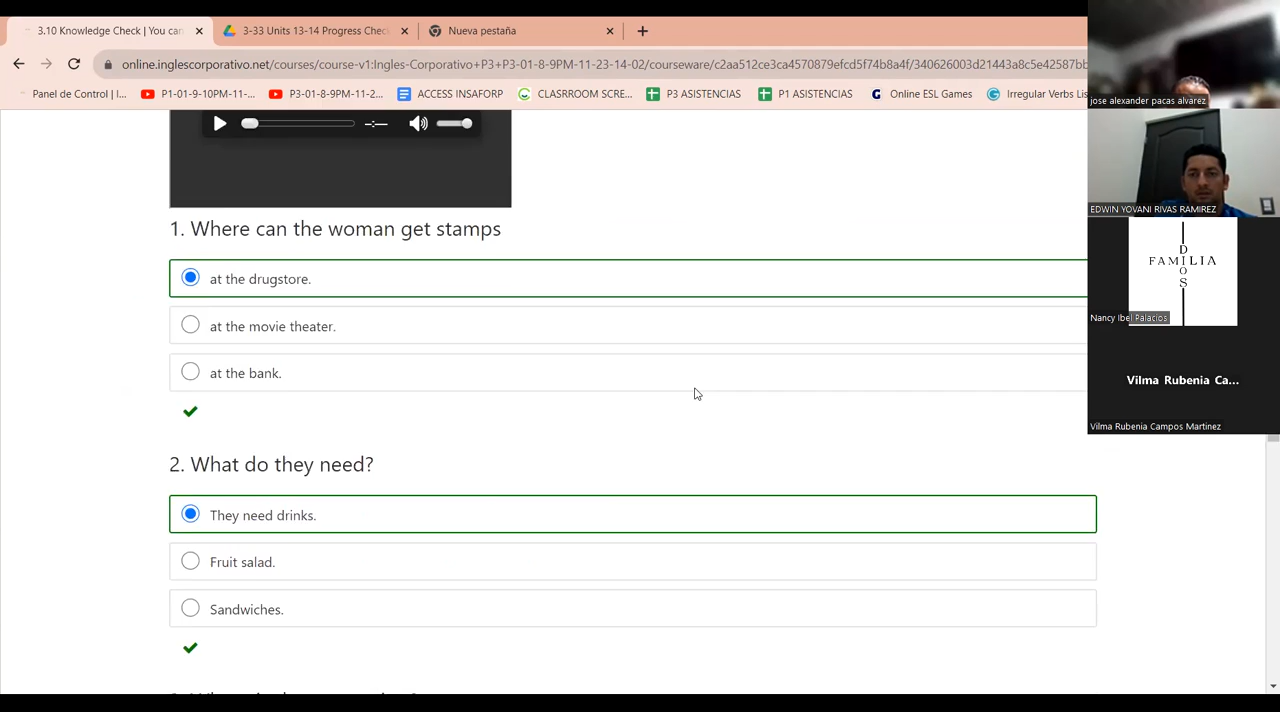 3.10 Knowledge Check | You can
3-33 Units 13-14 Progress Chec
Nueva pestaña
online.inglescorporativo.net/courses/course-v1:Ingles-Corporativo+P3+P3-01-8-9PM-11-23-14-02/courseware/c2aa512ce3ca4570879efcd5f74b8a4f/340626003d21443a8c5e42587bb
Panel de Control | I...
P1-01-9-10PM-11-...
P3-01-8-9PM-11-2...
ACCESS INSAFORP
CLASRROOM SCRE...
P3 ASISTENCIAS
P1 ASISTENCIAS
Online ESL Games
Irregular Verbs Lis
jose alexander pacas alvarez
EDWIN YOVANI RIVAS RAMIREZ
DIOS
FAMILIA
Nancy Ibel Palacios
Vilma Rubenia Ca...
Vilma Rubenia Campos Martinez
-:--
1. Where can the woman get stamps
at the drugstore.
at the movie theater.
at the bank.
2. What do they need?
They need drinks.
Fruit salad.
Sandwiches.